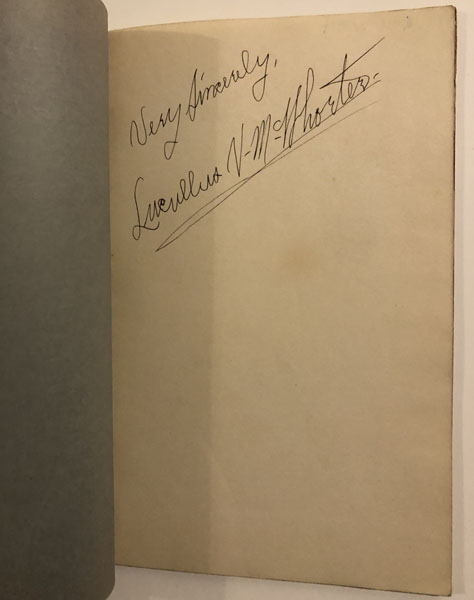 Very Sincerely,
Lucullus V. McWhorter.